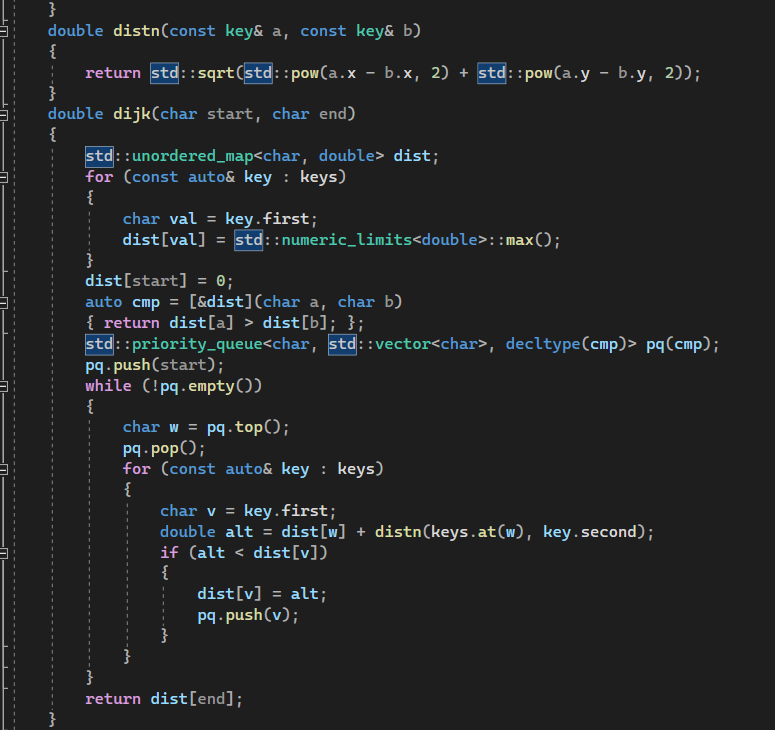 }
double distn(const key& a, const key& b)
{
return std::sqrt(std::pow(a.x - b.x, 2) + std::pow(a.y - b.y, 2));
}
double dijk(char start, char end)
{
std::unordered_map<char, double> dist;
for (const auto& key : keys)
{
char val = key.first;
dist[val] = std::numeric_limits<double>::max();
}
dist[start] = 0;
auto cmp = [&dist](char a, char b)
{ return dist[a] > dist[b]; };
std::priority_queue<char, std::vector<char>, decltype(cmp)> pq(cmp);
pq.push(start);
while (!pq.empty())
{
char w = pq.top();
pq.pop();
for (const auto& key : keys)
{
char v = key.first;
double alt = dist[w] + distn(keys.at(w), key.second);
if (alt < dist[v])
{
dist[v] = alt;
pq.push(v);
}
}
}
return dist[end];
}